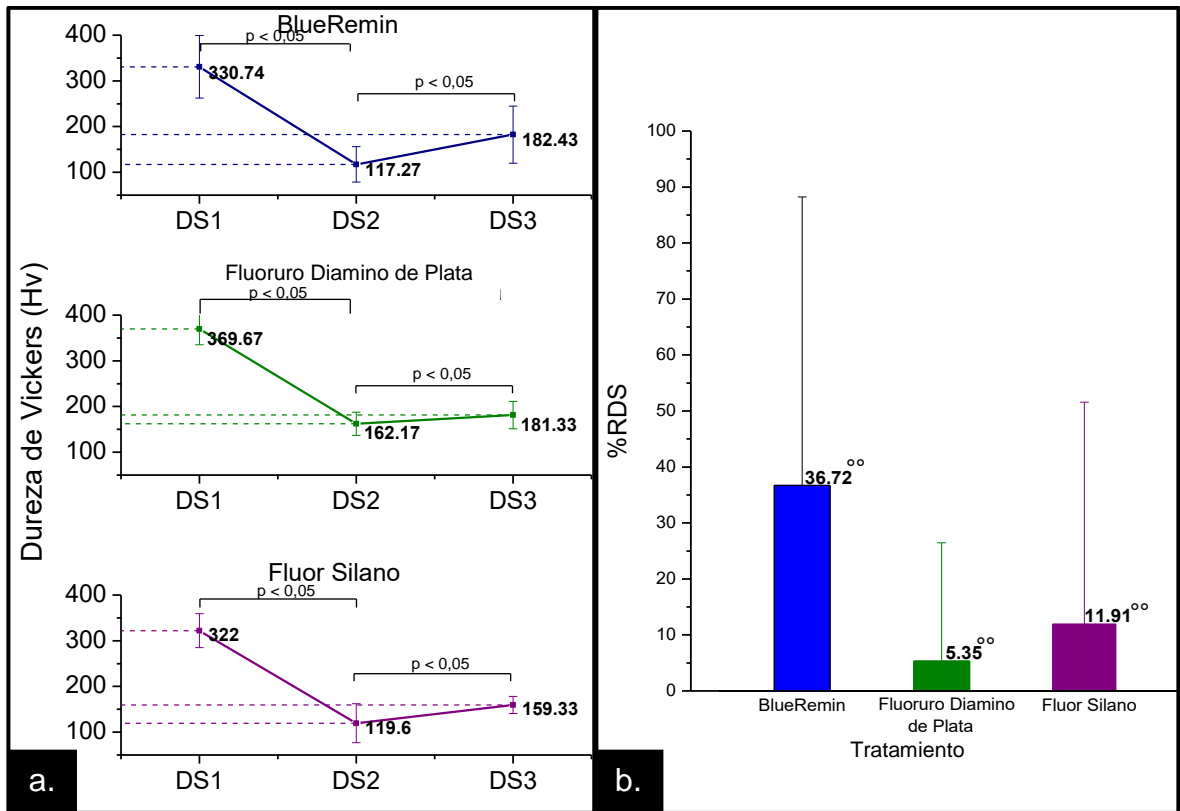 Dureza de Vickers (Hv)
BlueRemin
400
300
200
100
p < 0,05
p < 0,05
330.74
117.27
182.43
DS1 DS2 DS3
Fluoruro Diamino de Plata
400
300
200
100
p < 0,05
p < 0,05
369.67
162.17
181.33
DS1 DS2 DS3
Fluor Silano
400
300
200
100
p < 0,05
p < 0,05
322
119.6
159.33
DS1 DS2 DS3
a.
%RDS
100
90
80
70
60
50
40
30
20
10
0
36.72°°
5.35°°
11.91°°
BlueRemin
Fluoruro Diamino
de Plata
Fluor Silano
Tratamiento
b.